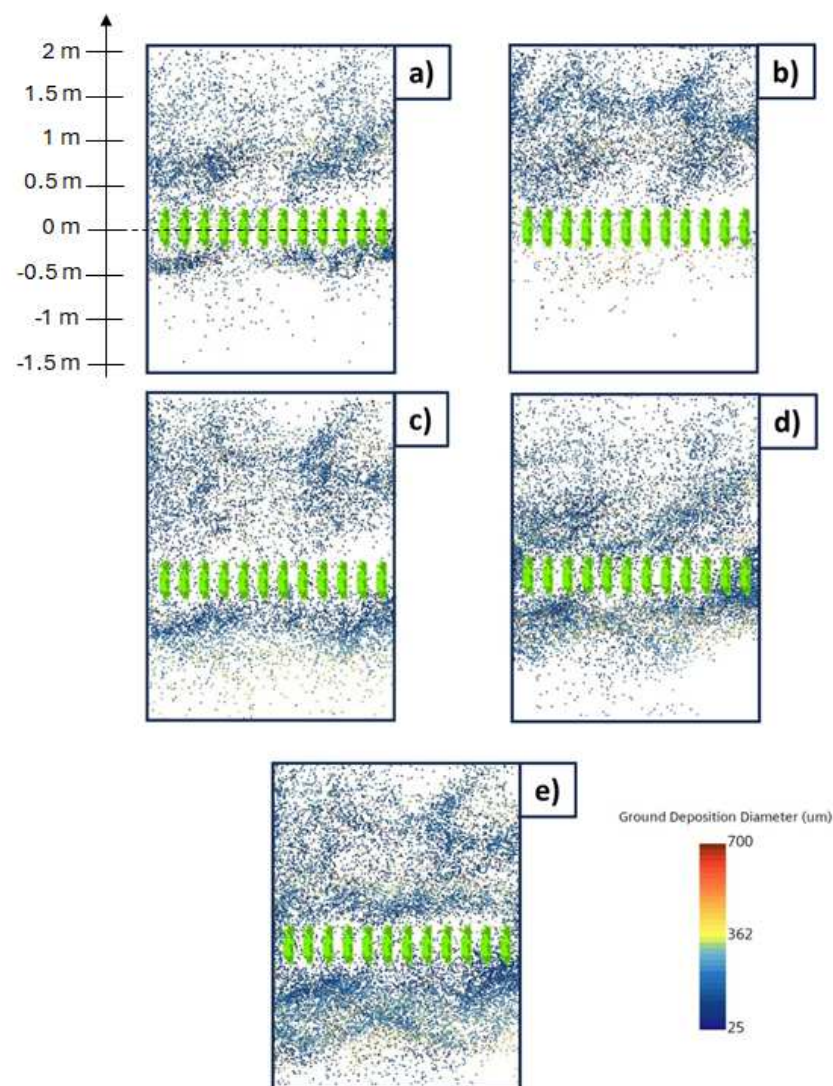 2 m
a)
b)
1.5 m
1 m
0.5 m
0 m
-0.5 m
-1 m
-1.5 m
c)
d)
e)
Ground Deposition Diameter (um)
700
362
25